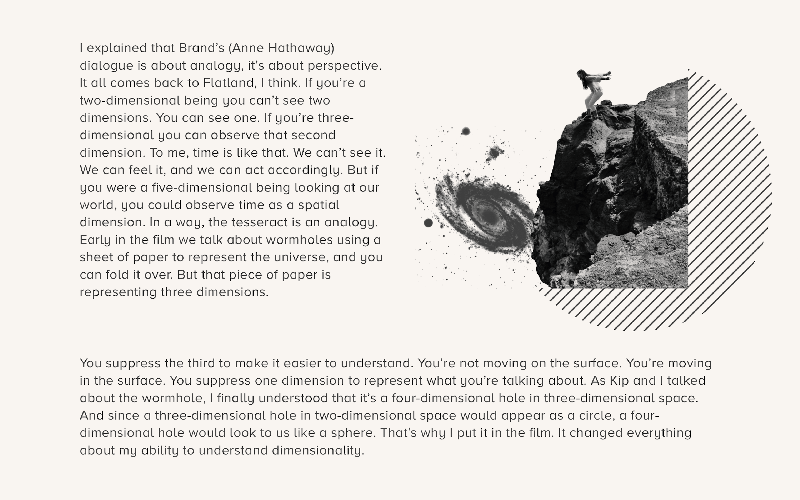 I explained that Brand's (Anne Hathaway)
dialogue is about analogy, it's about perspective.
It all comes back to Flatland, I think. If you're a
two-dimensional being you can't see two
dimensions. You can see one. If you're three-
dimensional you can observe that second
dimension. To me, time is like that. We can't see it.
We can feel it, and we can act accordingly. But if
you were a five-dimensional being looking at our
world, you could observe time as a spatial
dimension. In a way, the tesseract is an analogy.
Early in the film we talk about wormholes using a
sheet of paper to represent the universe, and you
can fold it over. But that piece of paper is
representing three dimensions.
You suppress the third to make it easier to understand. You're not moving on the surface. You're moving
in the surface. You suppress one dimension to represent what you're talking about. As Kip and I talked
about the wormhole, I finally understood that it's a four-dimensional hole in three-dimensional space.
And since a three-dimensional hole in two-dimensional space would appear as a circle, a four-
dimensional hole would look to us like a sphere. That's why I put it in the film. It changed everything
about my ability to understand dimensionality.